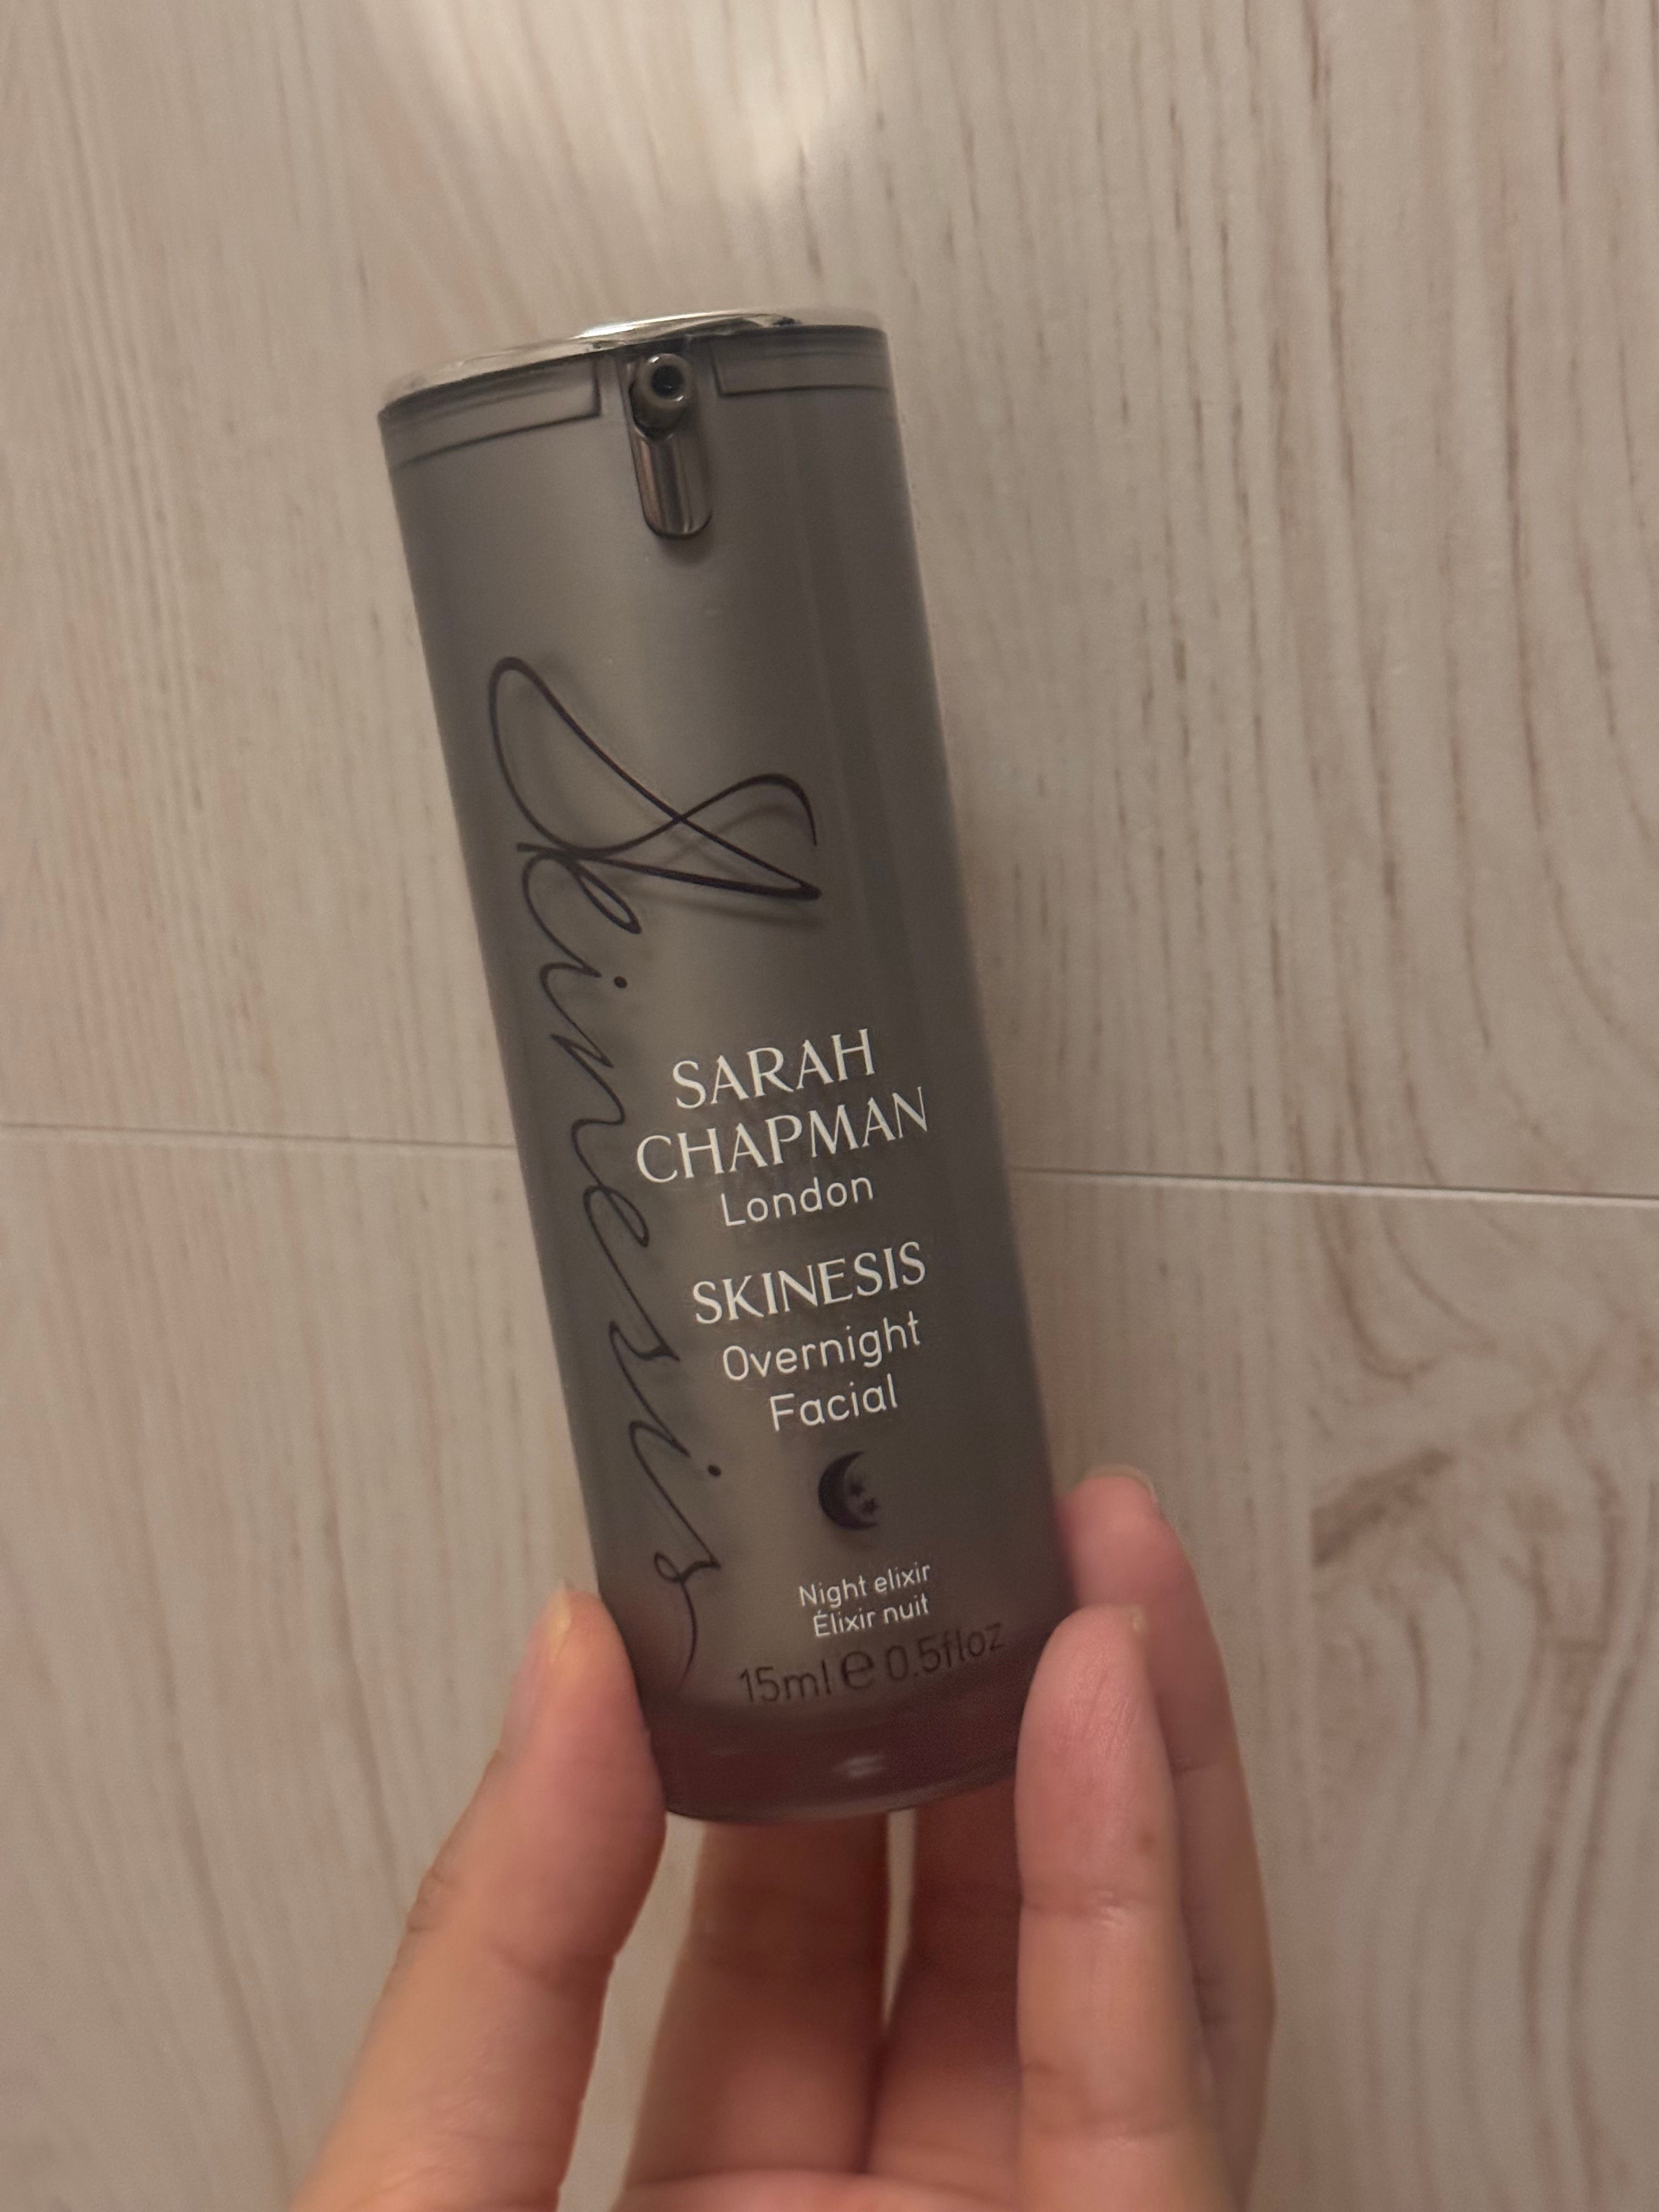 Skinesis
SARAH
CHAPMAN
London
SKINESIS
Overnight
Facial
Night elixir
Élixir nuit
15ml e 0.5floz